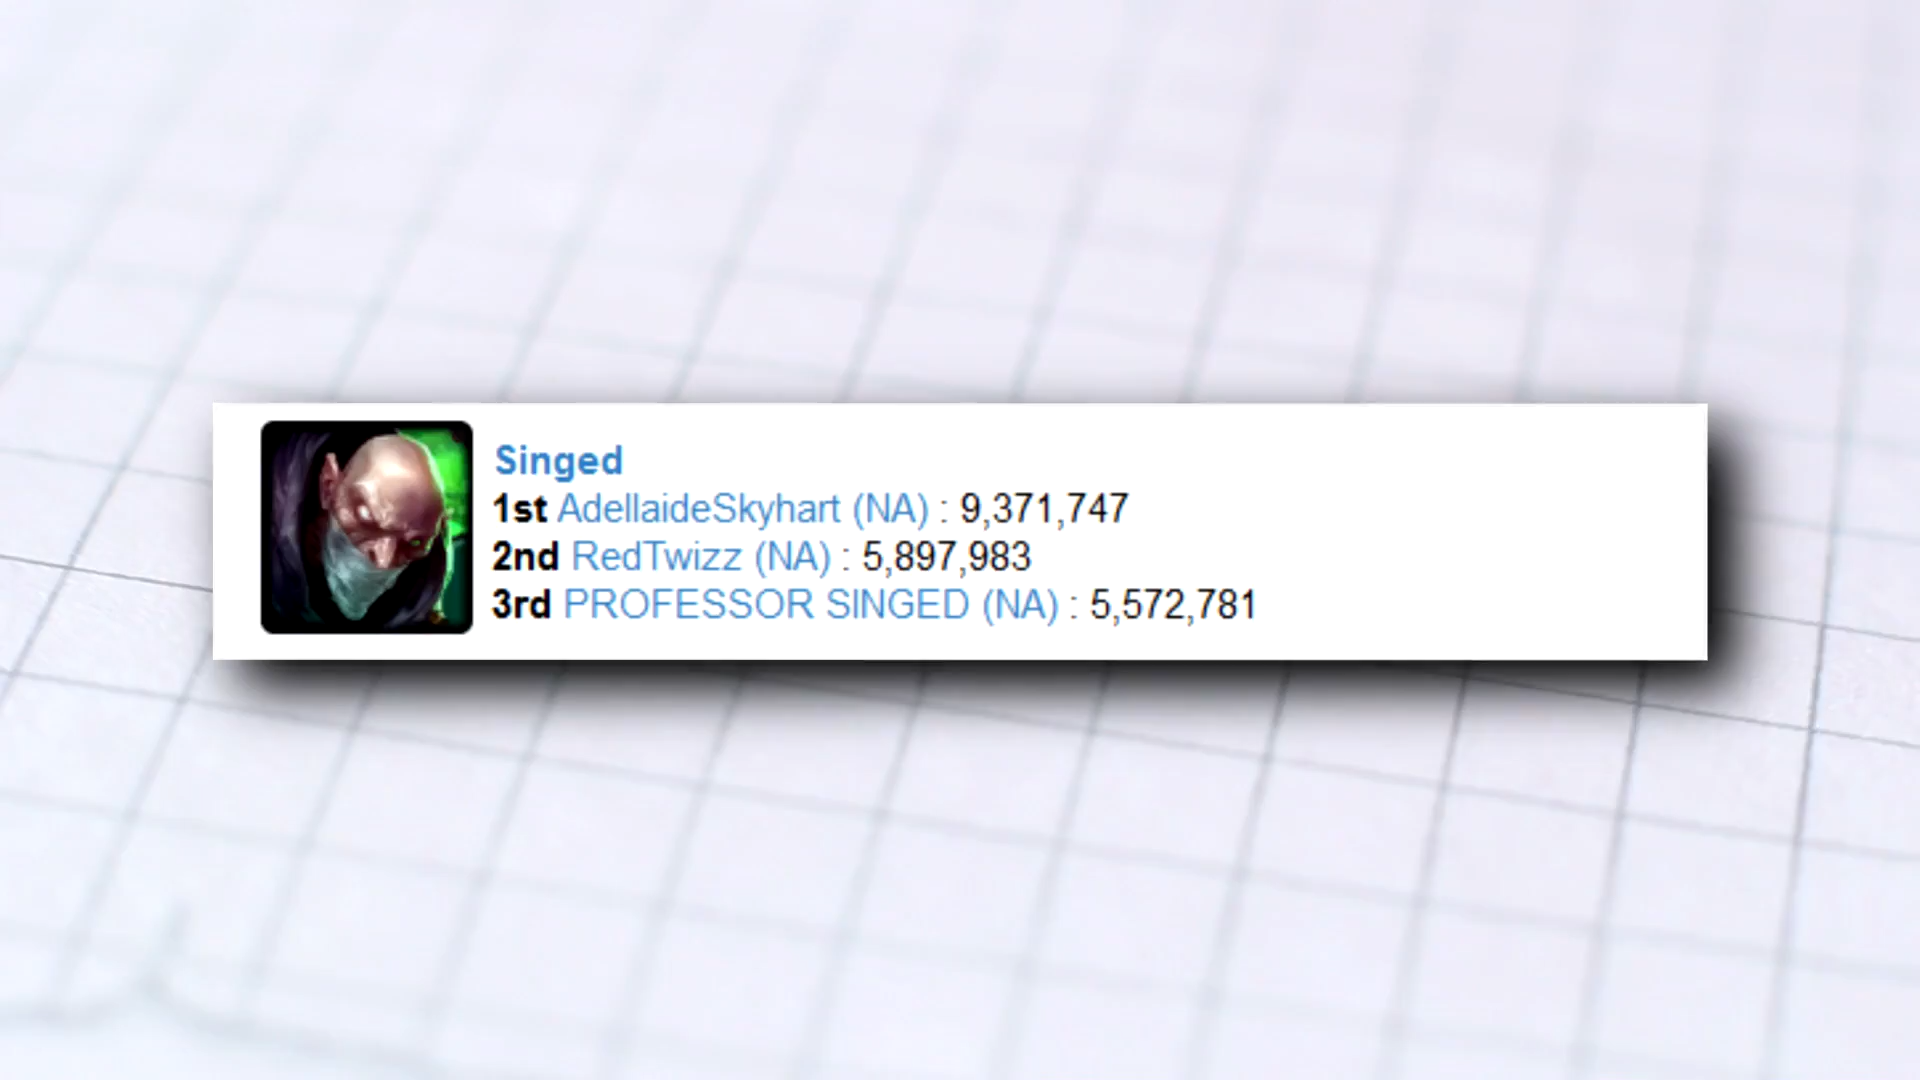 Singed
1st AdellaideSkyhart (NA) : 9,371,747
2nd RedTwizz (NA) : 5,897,983
3rd PROFESSOR SINGED (NA) : 5,572,781